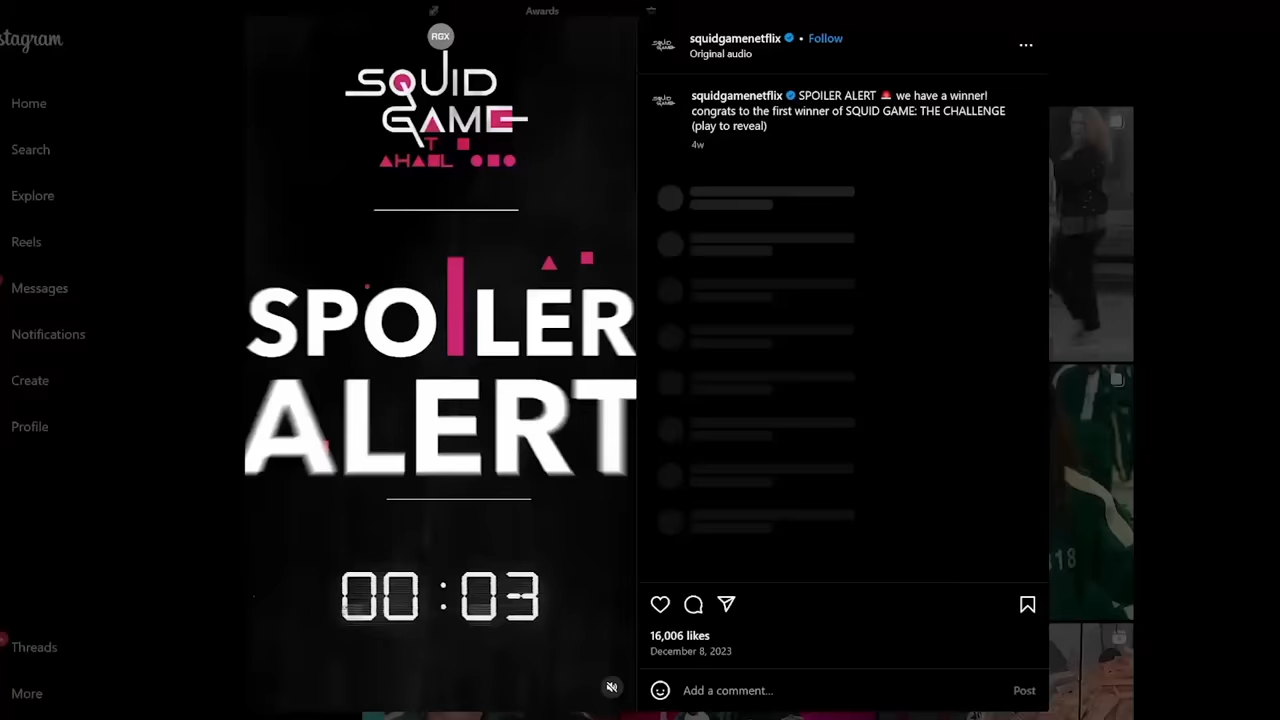 Awards
stagram
Home
Search
Explore
Reels
Messages
Notifications
Create
Profile
Threads
More
RGX
SQUID
GAME
SPOILER
ALERT
00:03
squidgamenetflix • Follow
Original audio
squidgamenetflix SPOILER ALERT 🚨 we have a winner!
congrats to the first winner of SQUID GAME: THE CHALLENGE
(play to reveal)
4w
16,006 likes
December 8, 2023
Add a comment...
Post